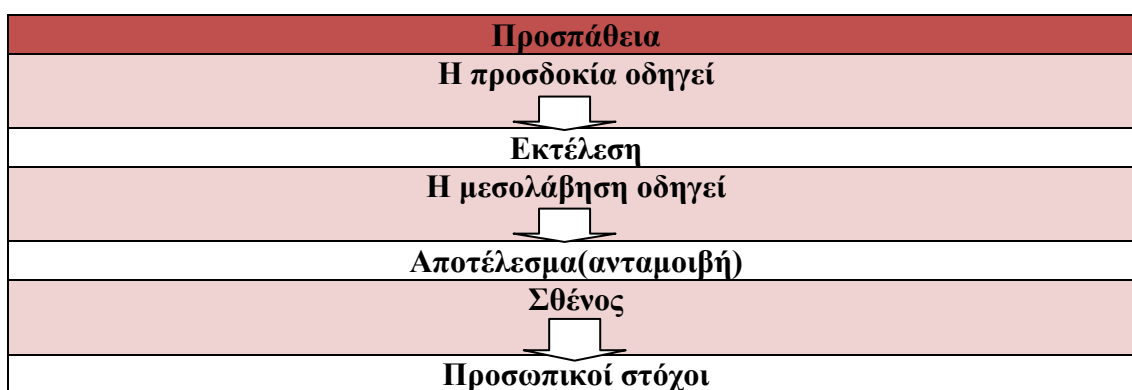 Προσπάθεια
Η προσδοκία οδηγεί
Εκτέλεση
Η μεσολάβηση οδηγεί
Αποτέλεσμα(ανταμοιβή)
Σθένος
Προσωπικοί στόχοι